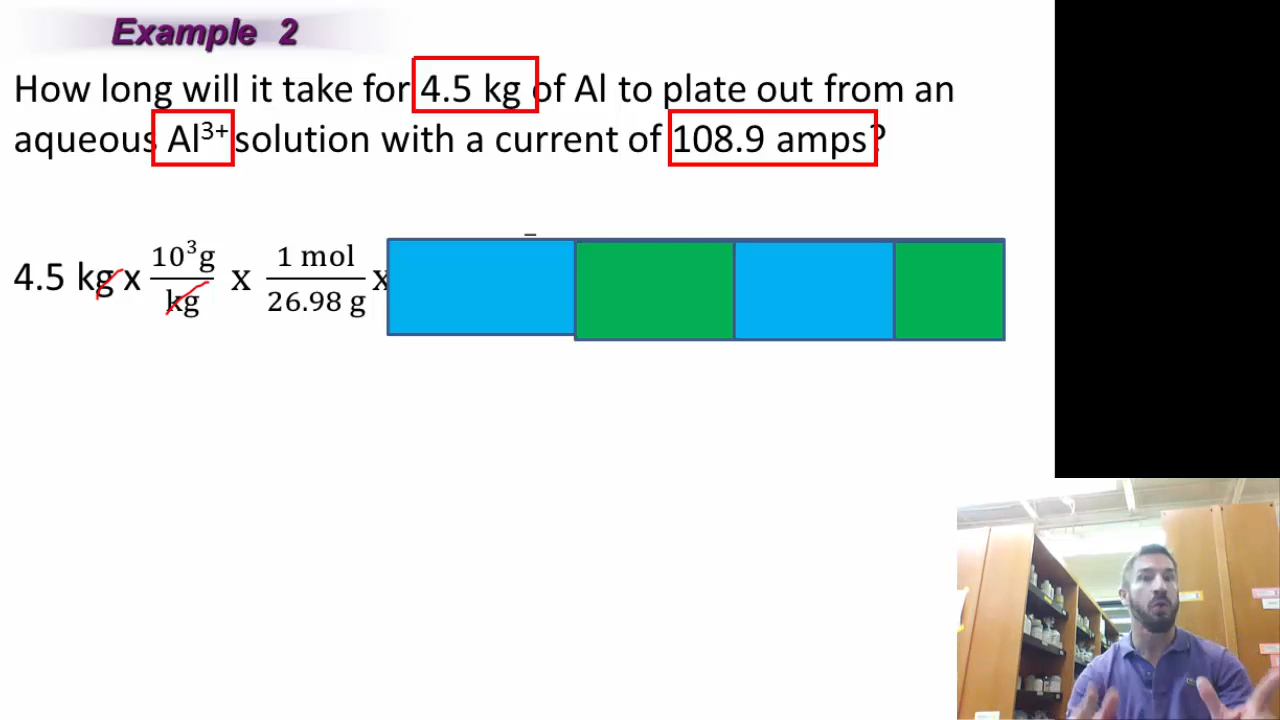 Example 2
How long will it take for 4.5 kg of Al to plate out from an
aqueous Al³⁺ solution with a current of 108.9 amps?
4.5 kg x 10³g/kg x 1 mol/26.98 g x